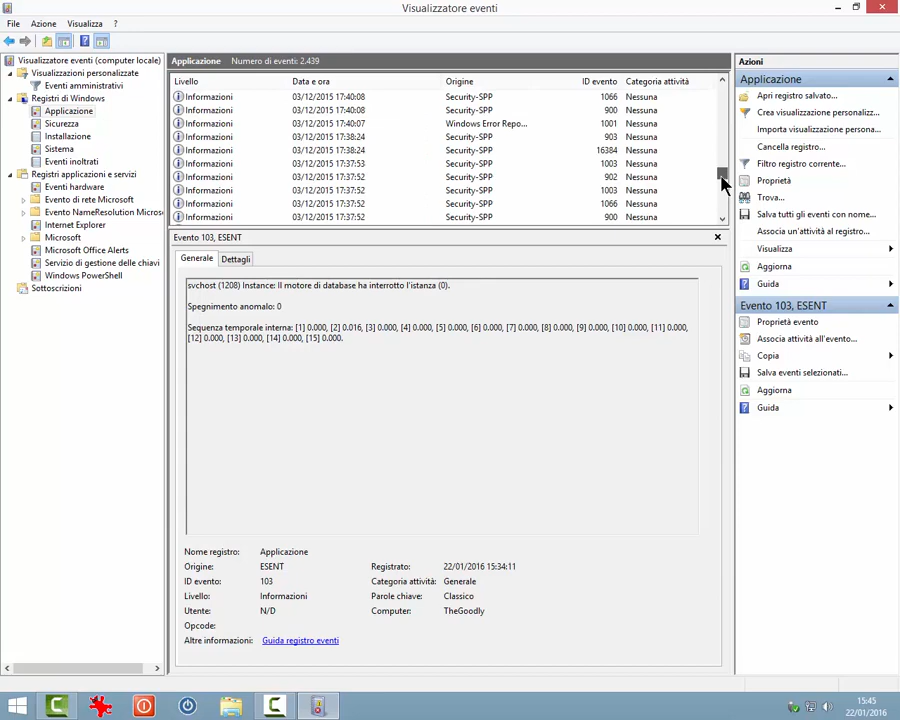 Visualizzatore eventi
File Azione Visualizza ?
Visualizzatore eventi (computer locale)
Visualizzazioni personalizzate
Eventi amministrativi
Registri di Windows
Applicazione
Sicurezza
Installazione
Sistema
Eventi inoltrati
Registri applicazioni e servizi
Eventi hardware
Evento di rete Microsoft
Evento NameResolution Micros
Internet Explorer
Microsoft
Microsoft Office Alerts
Servizio di gestione delle chiavi
Windows PowerShell
Sottoscrizioni
Applicazione Numero di eventi: 2.439
Livello Data e ora Origine ID evento Categoria attività
Informazioni 03/12/2015 17:40:08 Security-SPP 1066 Nessuna
Informazioni 03/12/2015 17:40:08 Security-SPP 900 Nessuna
Informazioni 03/12/2015 17:40:07 Windows Error Repo... 1001 Nessuna
Informazioni 03/12/2015 17:38:24 Security-SPP 903 Nessuna
Informazioni 03/12/2015 17:38:24 Security-SPP 16384 Nessuna
Informazioni 03/12/2015 17:37:53 Security-SPP 1003 Nessuna
Informazioni 03/12/2015 17:37:52 Security-SPP 902 Nessuna
Informazioni 03/12/2015 17:37:52 Security-SPP 1003 Nessuna
Informazioni 03/12/2015 17:37:52 Security-SPP 1066 Nessuna
Informazioni 03/12/2015 17:37:52 Security-SPP 900 Nessuna
Evento 103, ESENT
Generale Dettagli
svchost (1208) Instance: Il motore di database ha interrotto l'istanza (0).
Spegnimento anomalo: 0
Sequenza temporale interna: [1] 0.000, [2] 0.016, [3] 0.000, [4] 0.000, [5] 0.000, [6] 0.000, [7] 0.000, [8] 0.000, [9] 0.000, [10] 0.000, [11] 0.000,
[12] 0.000, [13] 0.000, [14] 0.000, [15] 0.000.
Nome registro: Applicazione
Origine: ESENT Registrato: 22/01/2016 15:34:11
ID evento: 103 Categoria attività: Generale
Livello: Informazioni Parole chiave: Classico
Utente: N/D Computer: TheGoodly
Opcode:
Altre informazioni: Guida registro eventi
Azioni
Applicazione
Apri registro salvato...
Crea visualizzazione personaliz...
Importa visualizzazione persona...
Cancella registro...
Filtro registro corrente...
Proprietà
Trova...
Salva tutti gli eventi con nome...
Associa un'attività al registro...
Visualizza
Aggiorna
Guida
Evento 103, ESENT
Proprietà evento
Associa attività all'evento...
Copia
Salva eventi selezionati...
Aggiorna
Guida
15:45
22/01/2016